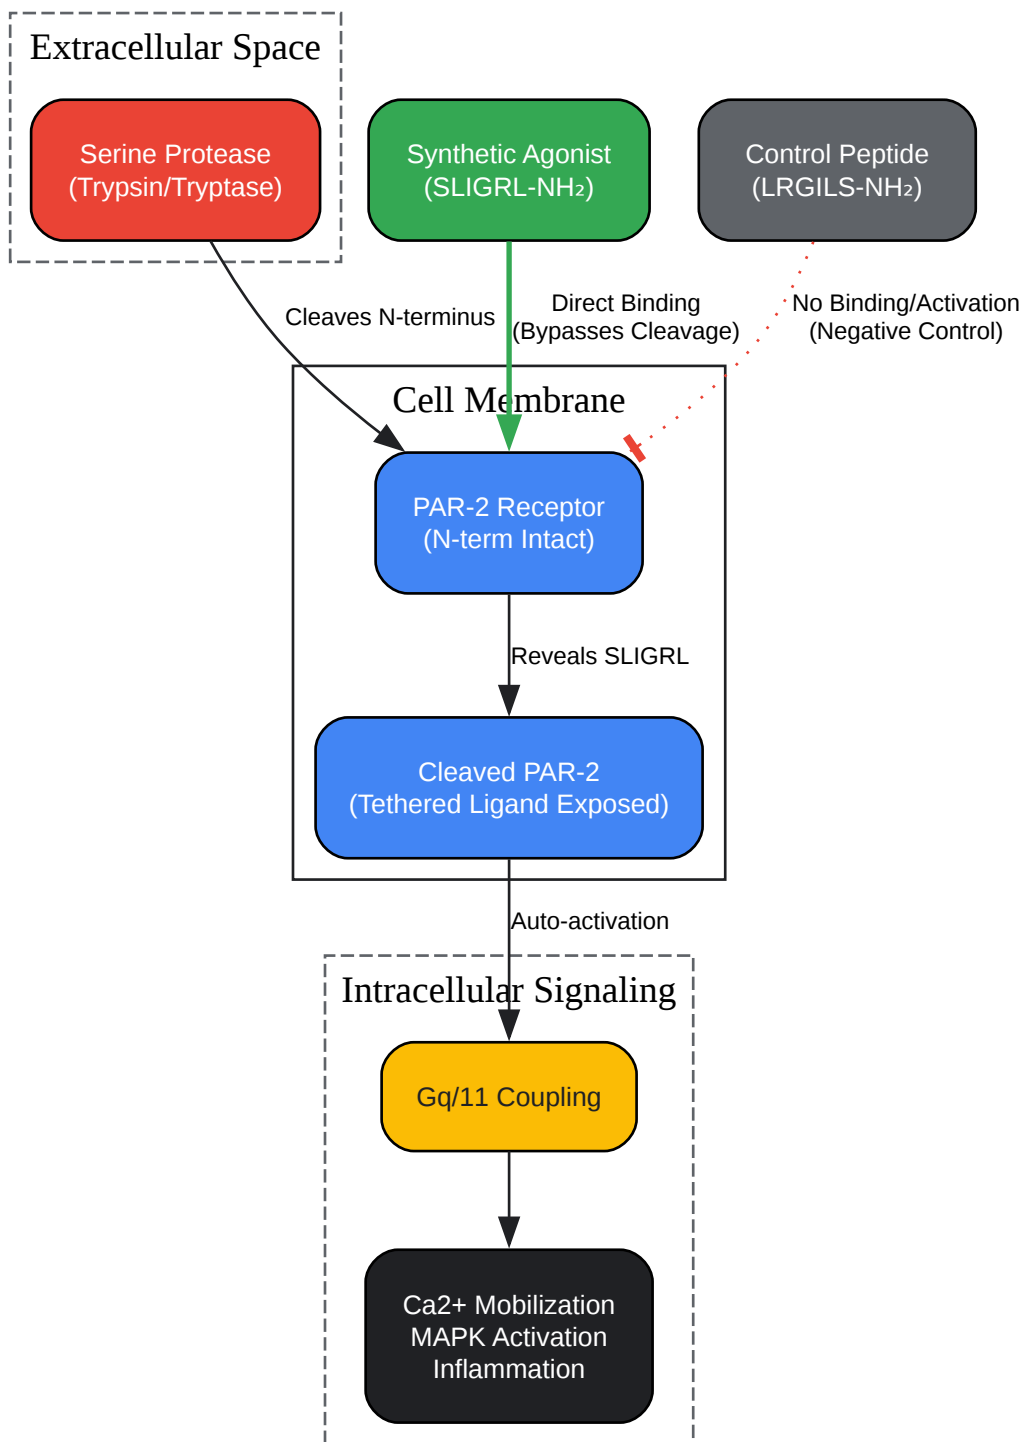 Extracellular Space
Serine Protease
(Trypsin/Tryptase)
Synthetic Agonist
(SLIGRL-NH₂)
Control Peptide
(LRGILS-NH₂)
Cleaves N-terminus
Direct Binding
(Bypasses Cleavage)
No Binding/Activation
(Negative Control)
Cell Membrane
PAR-2 Receptor
(N-term Intact)
Reveals SLIGRL
Cleaved PAR-2
(Tethered Ligand Exposed)
Auto-activation
Intracellular Signaling
Gq/11 Coupling
Ca2+ Mobilization
MAPK Activation
Inflammation